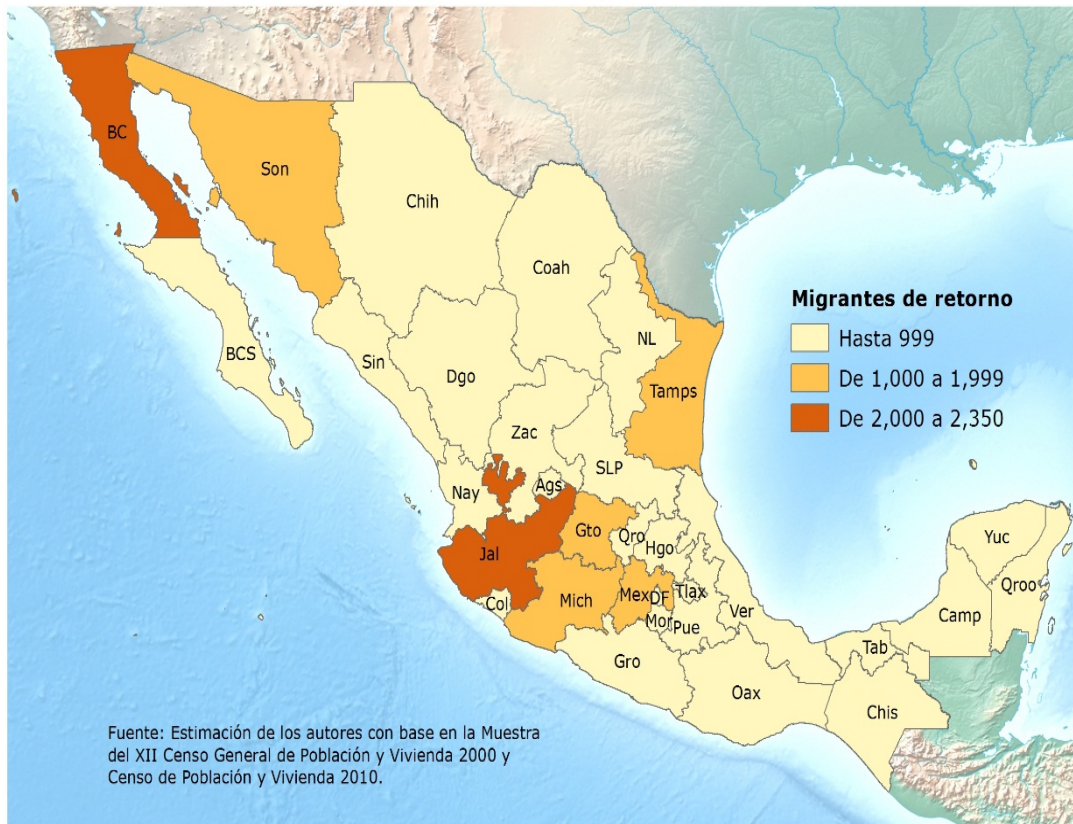 BC
Son
Chih
Coah
Migrantes de retorno
Hasta 999
De 1,000 a 1,999
De 2,000 a 2,350
NL
BCS
Sin
Dgo
Tamps
Zac
SLP
Nay
Ags
Gto
Qro
Hgo
Jal
Yuc
Qroo
Camp
Col
Mich
Mex
DF
Tlax
Ver
Mor
Pue
Tab
Gro
Oax
Chis
Fuente: Estimación de los autores con base en la Muestra
del XII Censo General de Población y Vivienda 2000 y
Censo de Población y Vivienda 2010.